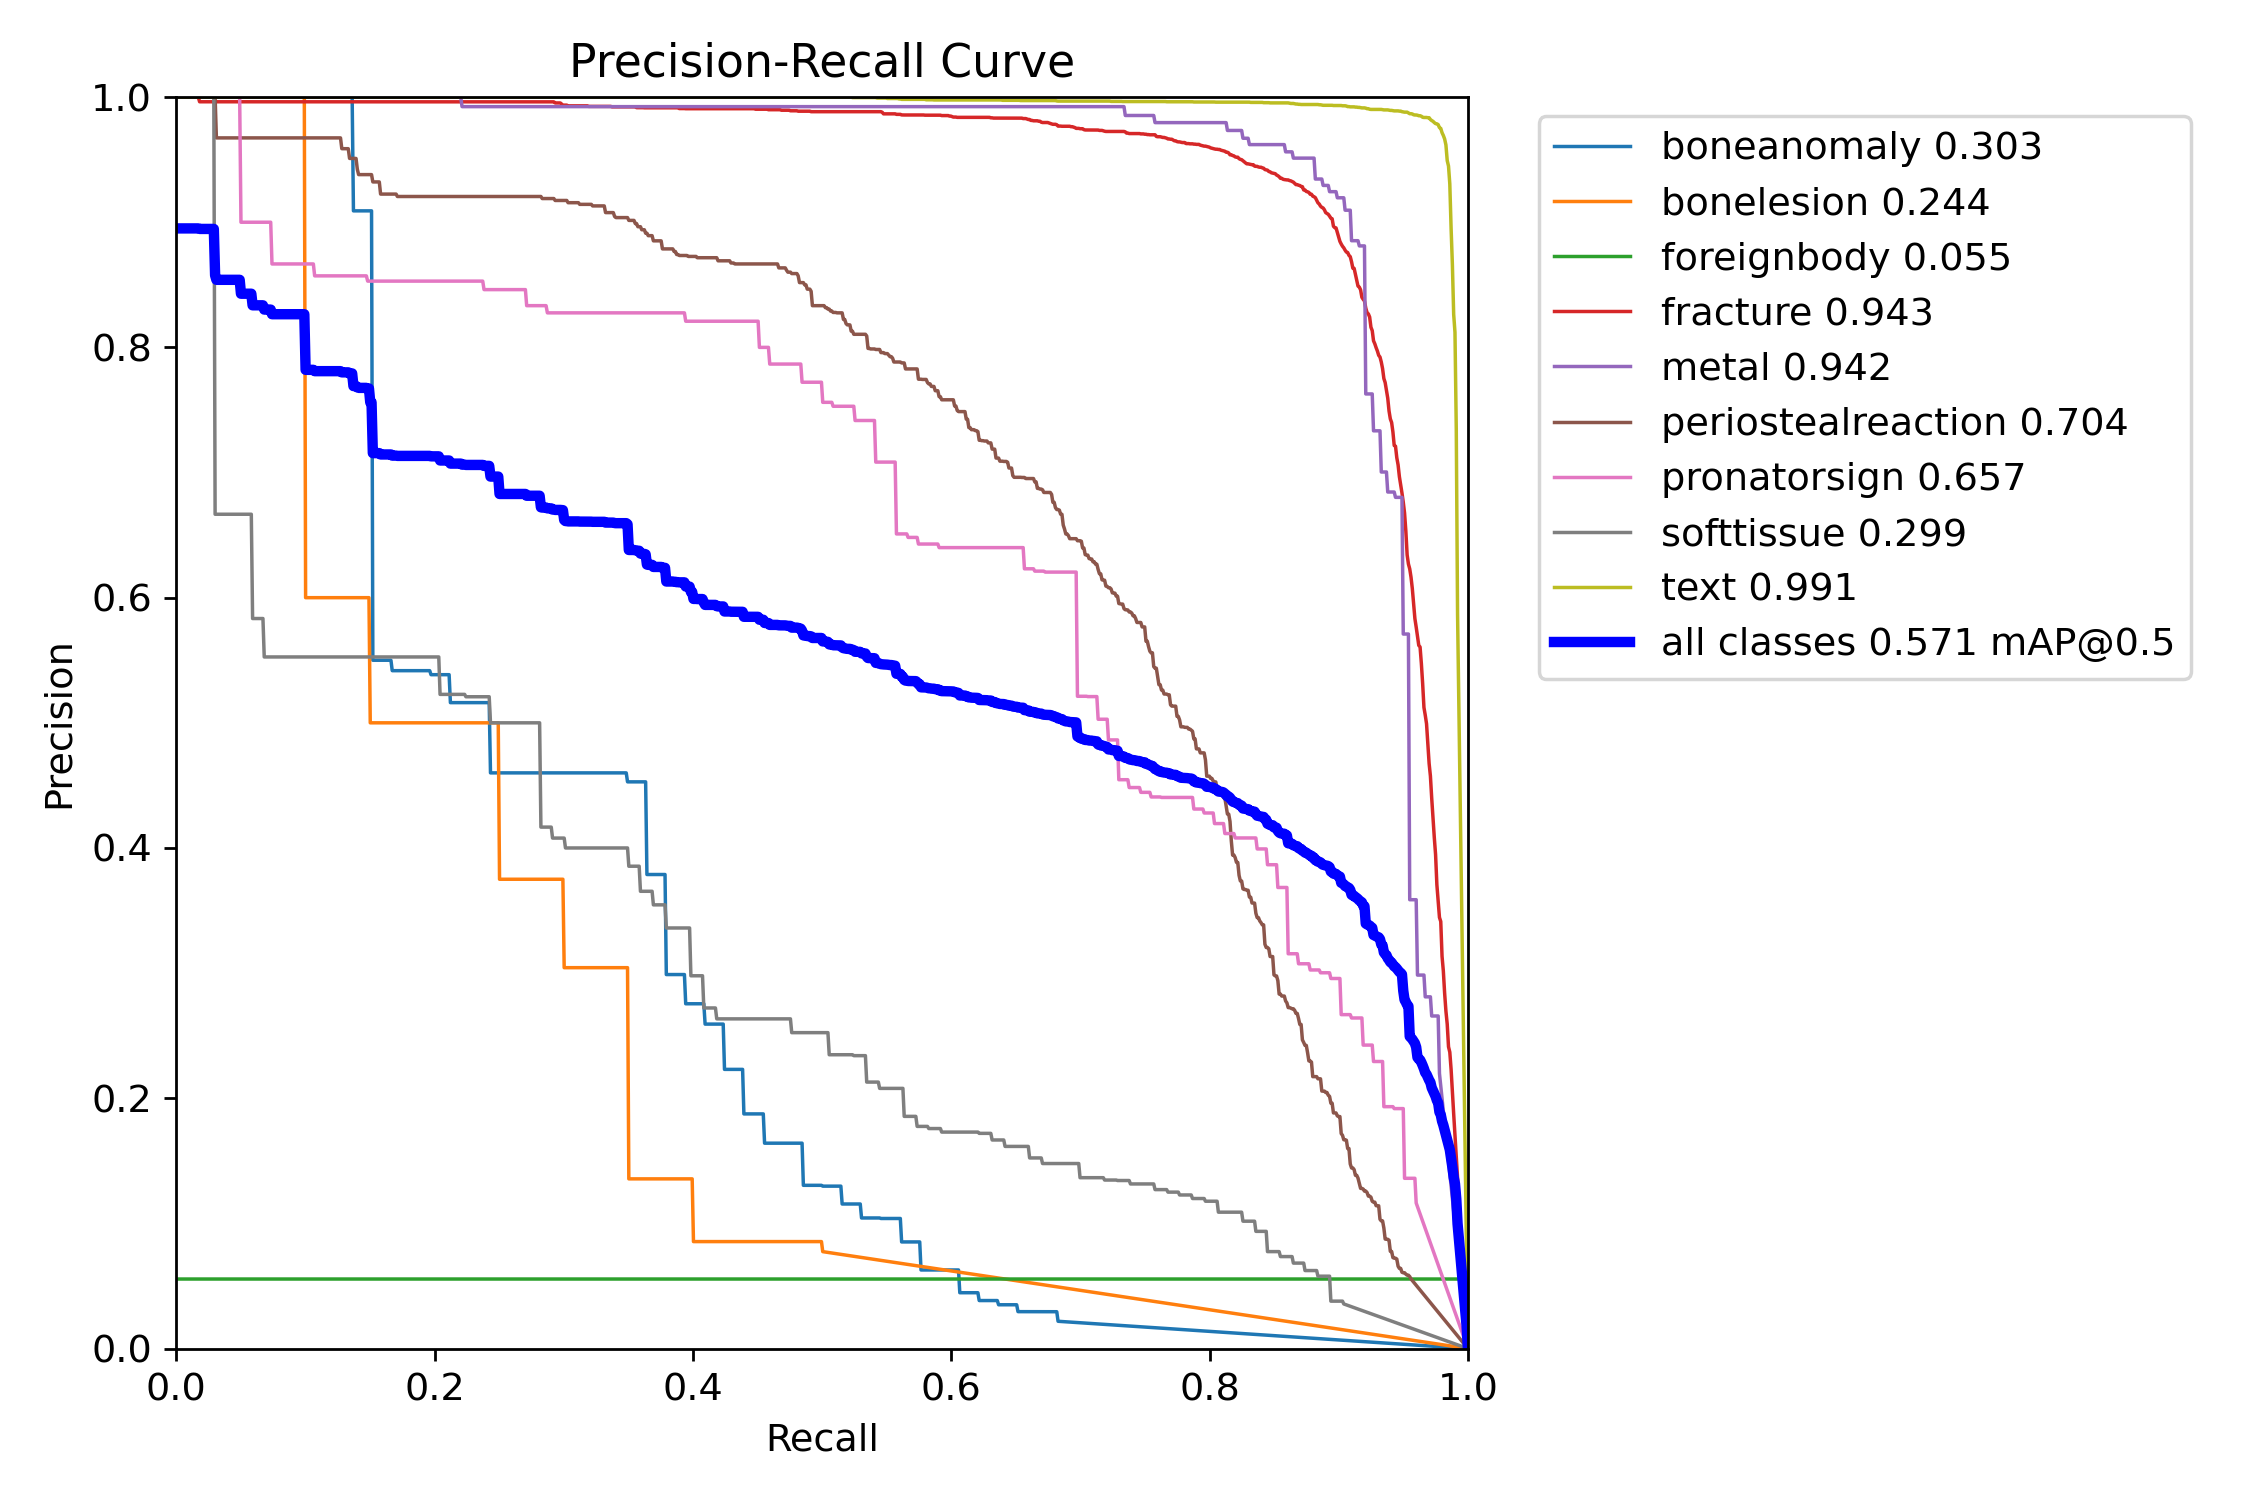 Precision-Recall Curve
1.0
0.8
0.6
0.4
0.2
0.0
Precision
0.0 0.2 0.4 0.6 0.8 1.0
Recall
boneanomaly 0.303
bonelesion 0.244
foreignbody 0.055
fracture 0.943
metal 0.942
periostealreaction 0.704
pronatorsign 0.657
softtissue 0.299
text 0.991
all classes 0.571 mAP@0.5